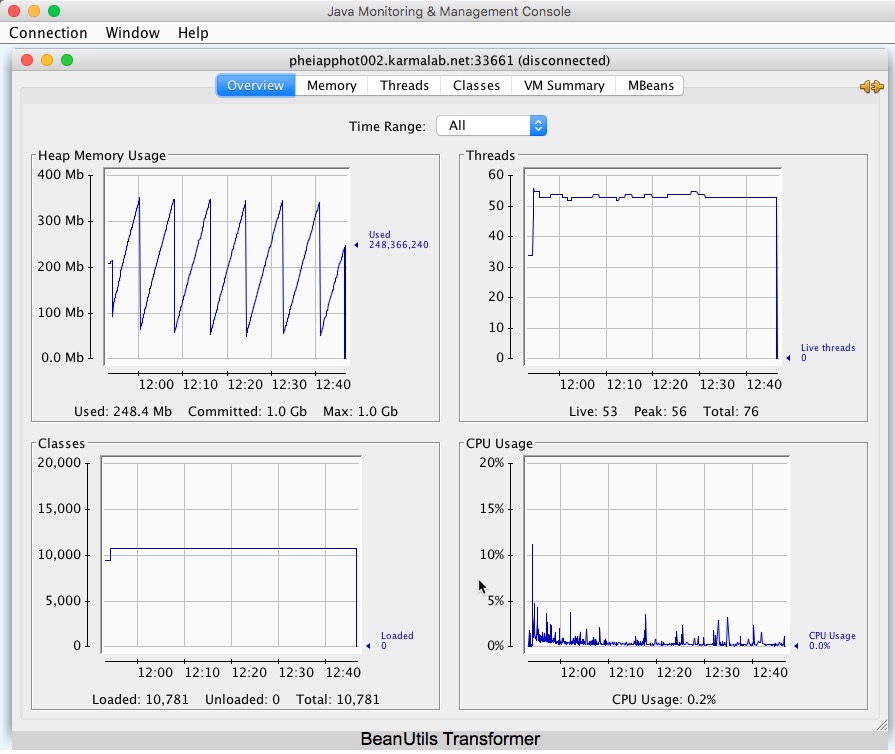 Java Monitoring & Management Console
Connection Window Help
pheiapphot002.karmalab.net:33661 (disconnected)
Overview Memory Threads Classes VM Summary MBeans
Time Range: All
Heap Memory Usage
400 Mb
300 Mb
200 Mb
100 Mb
0.0 Mb
Used
248,366,240
12:00 12:10 12:20 12:30 12:40
Used: 248.4 Mb Committed: 1.0 Gb Max: 1.0 Gb
Threads
60
50
40
30
20
10
0
Live threads
0
12:00 12:10 12:20 12:30 12:40
Live: 53 Peak: 56 Total: 76
Classes
20,000
15,000
10,000
5,000
0
Loaded
0
12:00 12:10 12:20 12:30 12:40
Loaded: 10,781 Unloaded: 0 Total: 10,781
CPU Usage
20%
15%
10%
5%
0%
CPU Usage
0.0%
12:00 12:10 12:20 12:30 12:40
CPU Usage: 0.2%
BeanUtils Transformer